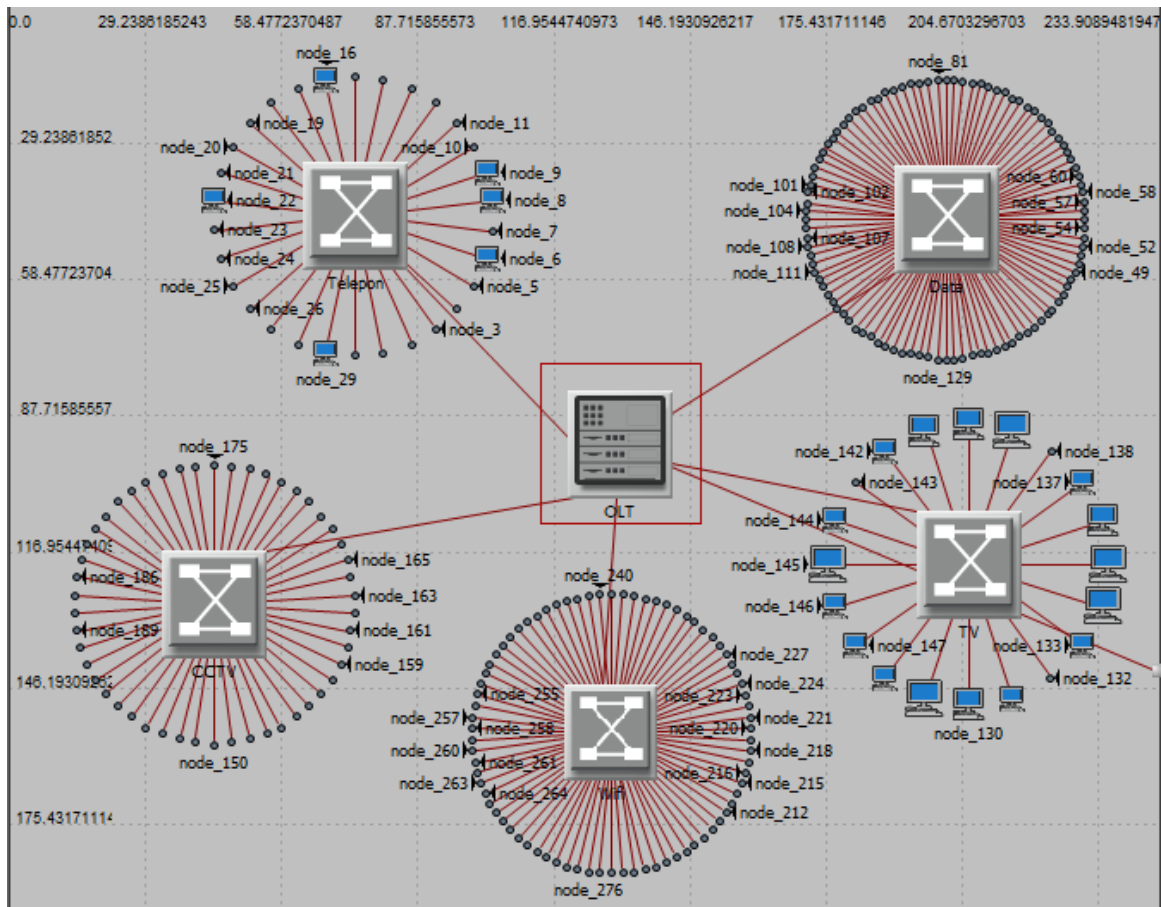 0.0 29.2386185243 58.4772370487 87.715855573 116.9544740973 146.1930926217 175.431711146 204.6703296703 233.9089481947
node_16
node_81
node_19 node_11
29.23861852
node_20 node_10
node_21 node_9
node_60
node_101 node_102 node_58
node_22 node_8
node_57
node_104
node_23 node_7
node_54
node_107
node_108 node_52
node_24 node_6
58.47723704
node_111 node_49
node_25 Telepon node_5
Data
node_26
node_3
node_29
node_129
87.71585557
node_175
node_142 node_138
node_143 node_137
OLT
node_144
116.9544
node_165
node_145
node_186 node_240
node_163
node_146
node_189 node_161
TV
node_147 node_133
node_227
node_159
CCTV
node_132
146.19309
node_224
node_255 node_223
node_257 node_221
node_258 node_220
node_130
node_260 node_218
node_261 node_216
node_263 node_215
node_264 Wifi
node_212
175.4317111
node_150
node_276